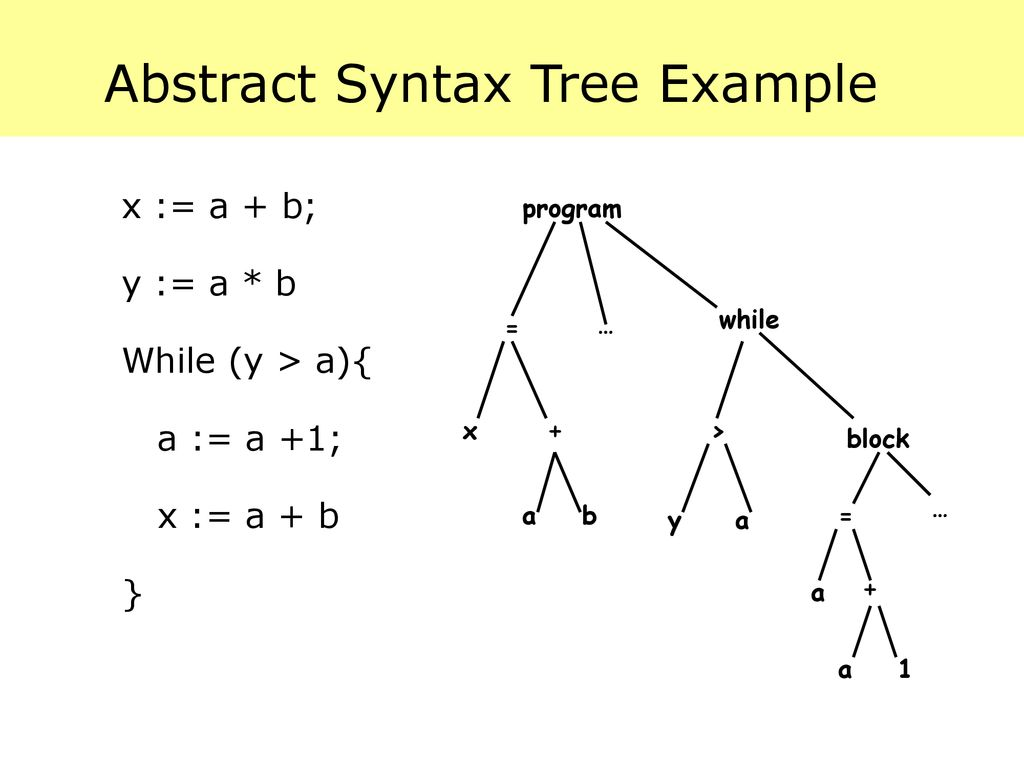 Abstract Syntax Tree Example
x := a + b;
y := a * b
While (y > a){
a := a +1;
x := a + b
}
program
= … while
x + > block
a b y a = …
a +
a 1